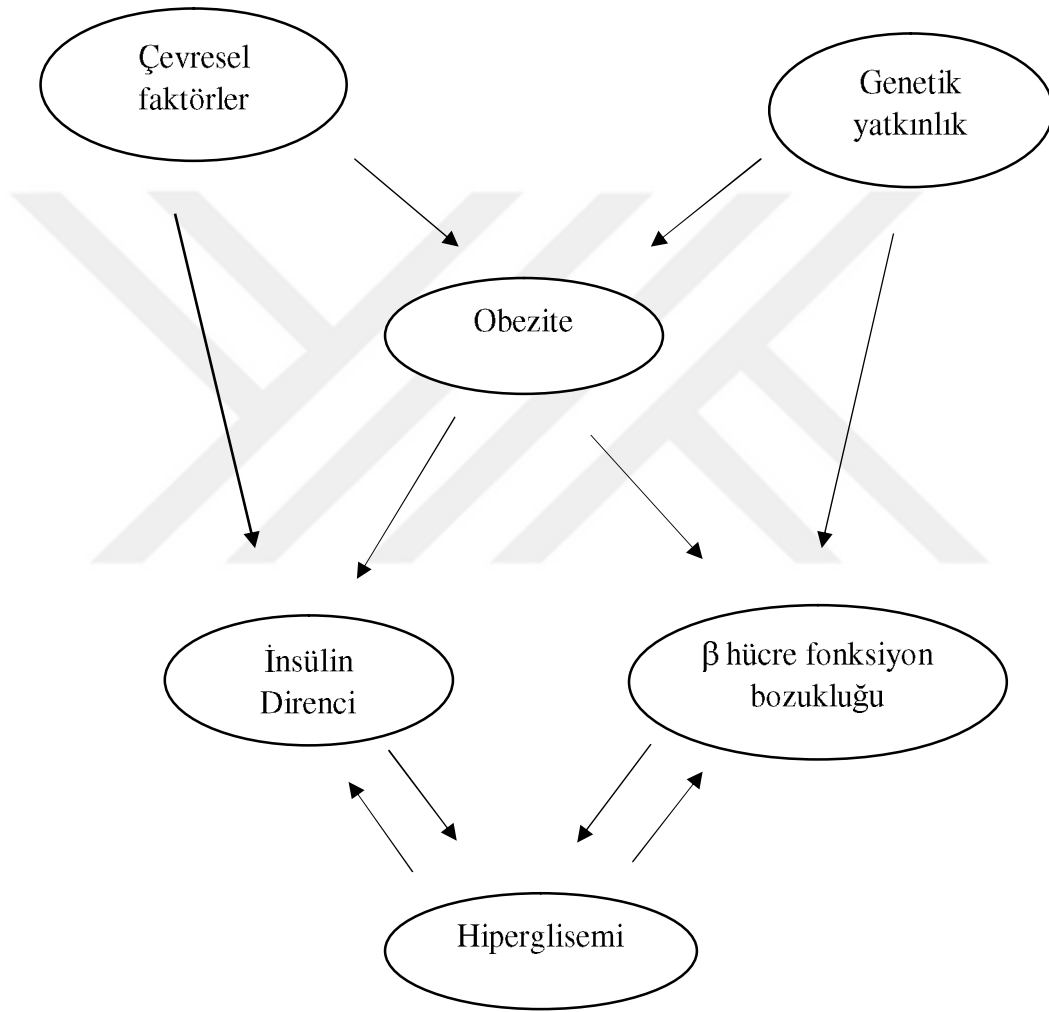 Çevresel
faktörler
Genetik
yatkınlık
Obezite
İnsülin
Direnci
β hücre fonksiyon
bozukluğu
Hiperglisemi